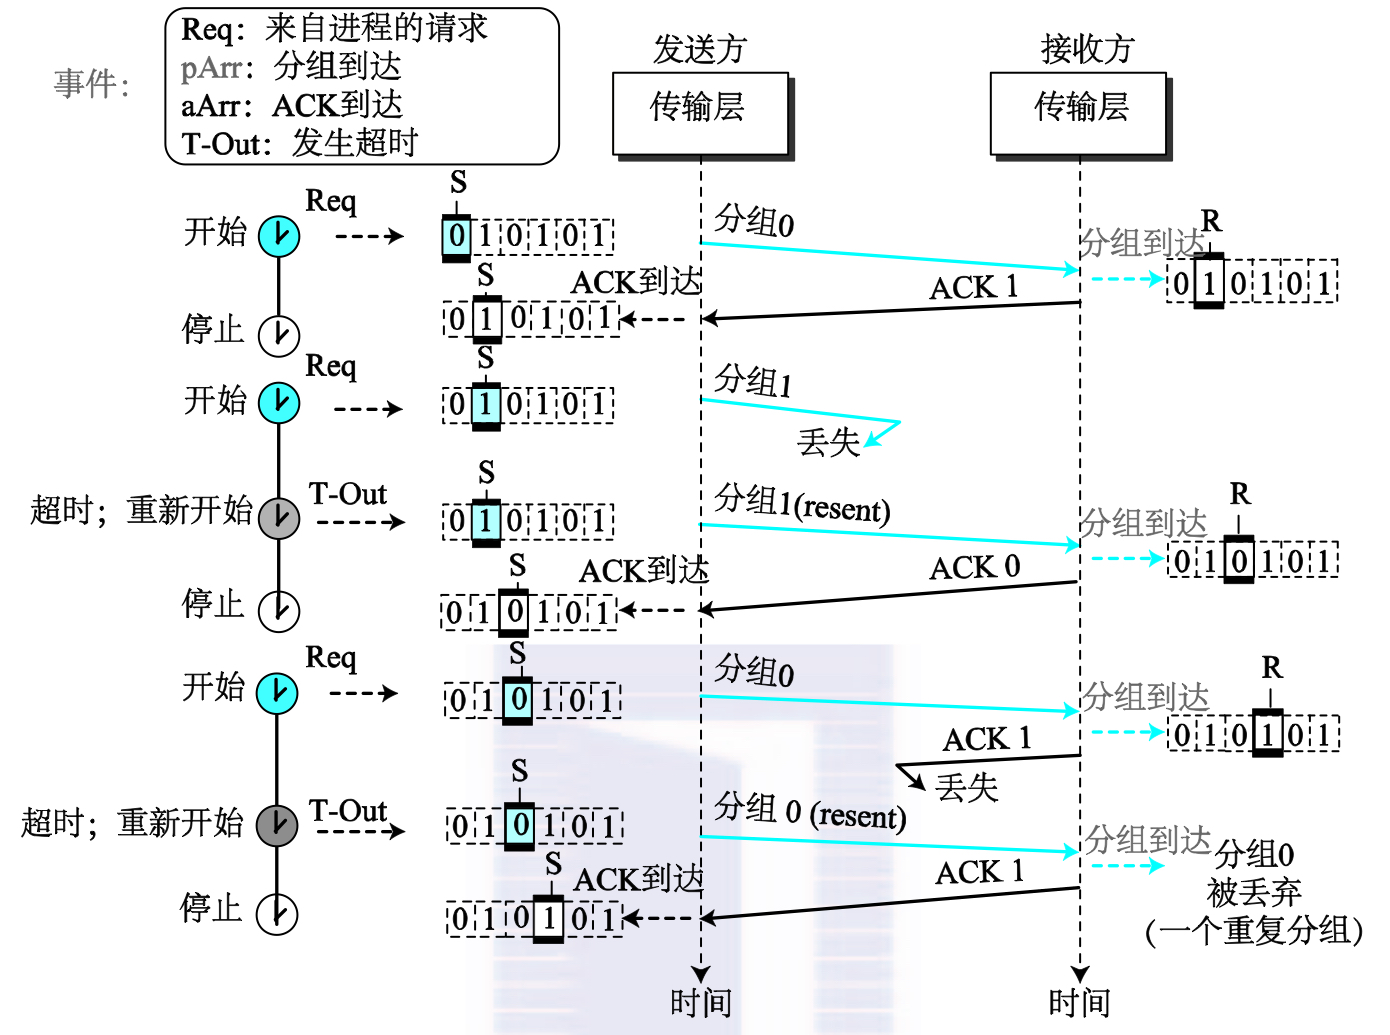 Req：来自进程的请求
pArr：分组到达
aArr：ACK到达
T-Out：发生超时
事件：
发送方
接收方
传输层
传输层
开始
Req
S
0 1 0 1 0 1
分组0
分组到达
R
0 1 0 1 0 1
停止
S
0 1 0 1 0 1
ACK到达
ACK 1
开始
Req
S
0 1 0 1 0 1
分组1
丢失
超时；重新开始
T-Out
S
0 1 0 1 0 1
分组1(resent)
分组到达
R
0 1 0 1 0 1
停止
S
0 1 0 1 0 1
ACK到达
ACK 0
开始
Req
S
0 1 0 1 0 1
分组0
分组到达
R
0 1 0 1 0 1
ACK 1
丢失
超时；重新开始
T-Out
S
0 1 0 1 0 1
分组 0 (resent)
分组到达
分组0
被丢弃
(一个重复分组)
停止
S
0 1 0 1 0 1
ACK到达
ACK 1
时间
时间